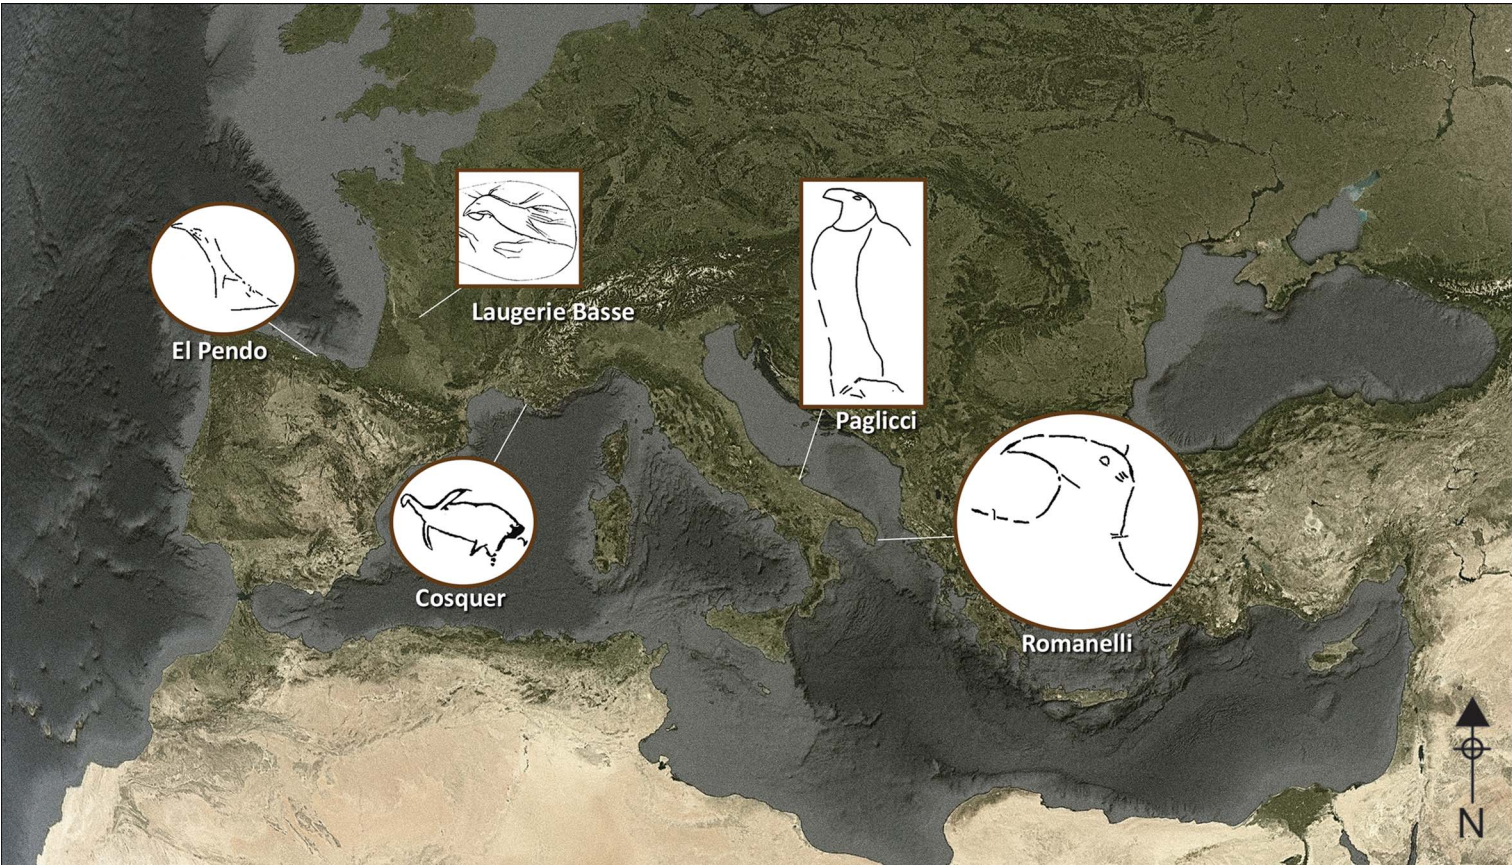 Laugerie Basse
El Pendo
Paglicci
Cosquer
Romanelli
N